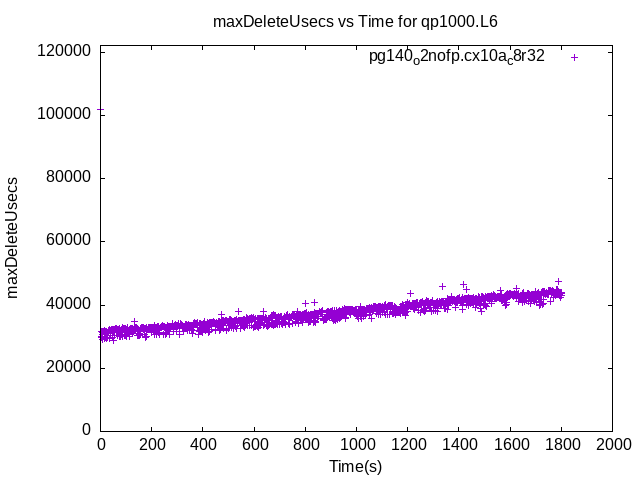 maxDeleteUsecs vs Time for qp1000.L6
pg140o2nofp.cx10ac8r32
120000
100000
80000
60000
40000
20000
0
maxDeleteUsecs
0 200 400 600 800 1000 1200 1400 1600 1800 2000
Time(s)